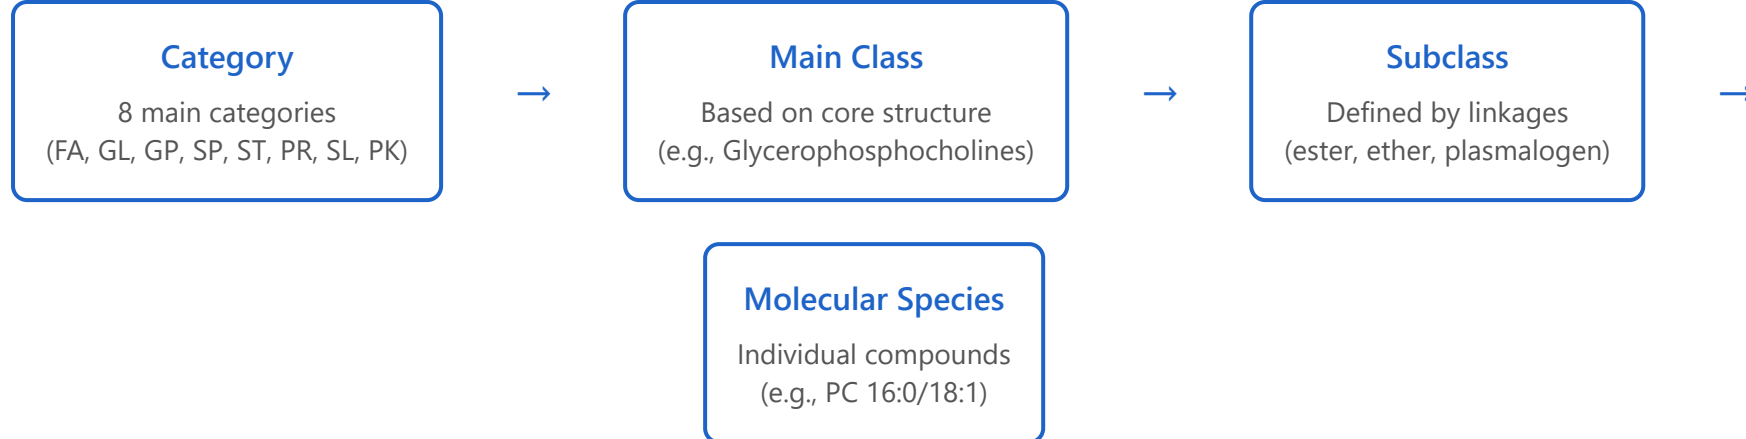 Category
8 main categories
(FA, GL, GP, SP, ST, PR, SL, PK)
→
Main Class
Based on core structure
(e.g., Glycerophosphocholines)
→
Subclass
Defined by linkages
(ester, ether, plasmalogen)
→
Molecular Species
Individual compounds
(e.g., PC 16:0/18:1)